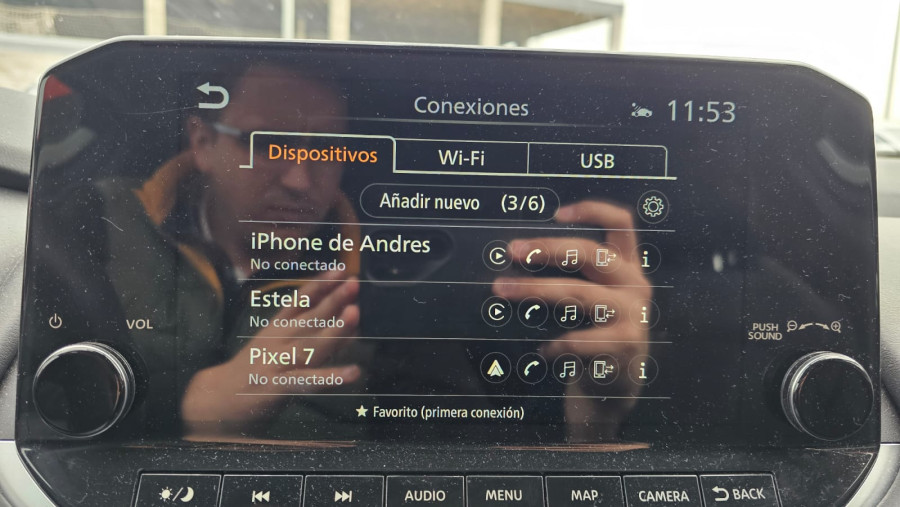 Conexiones
11:53
Dispositivos
Wi-Fi
USB
Añadir nuevo (3/6)
iPhone de Andres
No conectado
Estela
No conectado
Pixel 7
No conectado
★ Favorito (primera conexión)
VOL
PUSH
SOUND
AUDIO
MENU
MAP
CAMERA
BACK